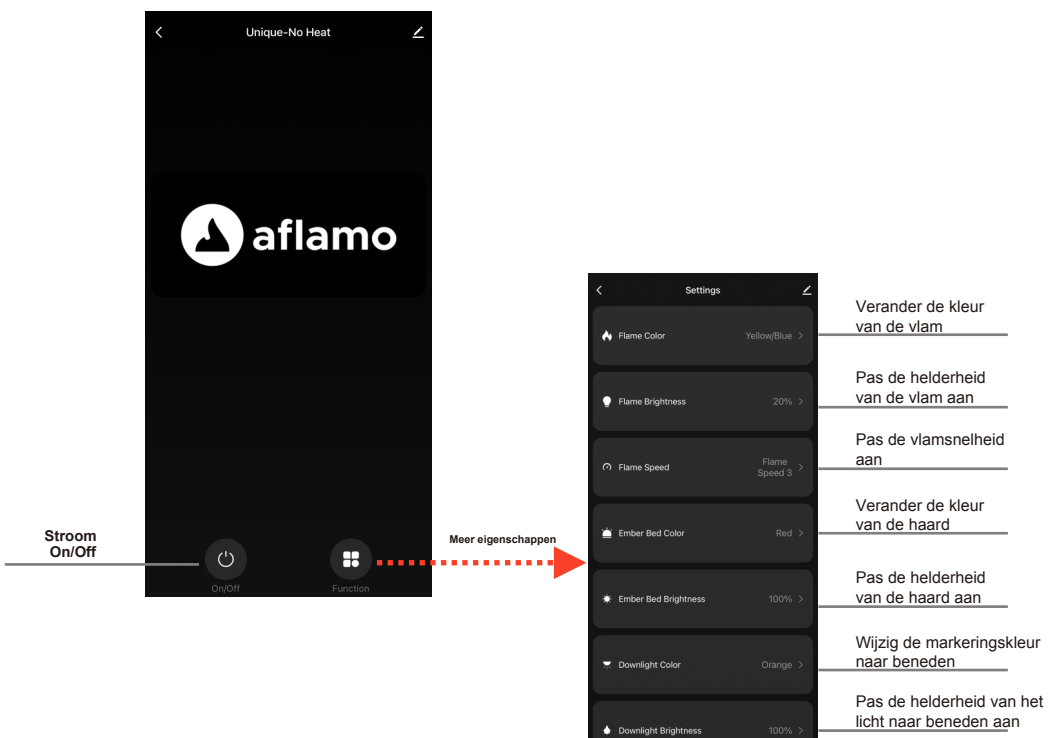 Unique-No Heat
aflamo
Stroom
On/Off
On/Off
Function
Meer eigenschappen
Settings
Flame Color
Yellow/Blue
Verander de kleur
van de vlam
Flame Brightness
20%
Pas de helderheid
van de vlam aan
Flame Speed
Flame
Speed 3
Pas de vlamsnelheid
aan
Ember Bed Color
Red
Verander de kleur
van de haard
Ember Bed Brightness
100%
Pas de helderheid
van de haard aan
Downlight Color
Orange
Wijzig de markeringskleur
naar beneden
Downlight Brightness
100%
Pas de helderheid van het
licht naar beneden aan